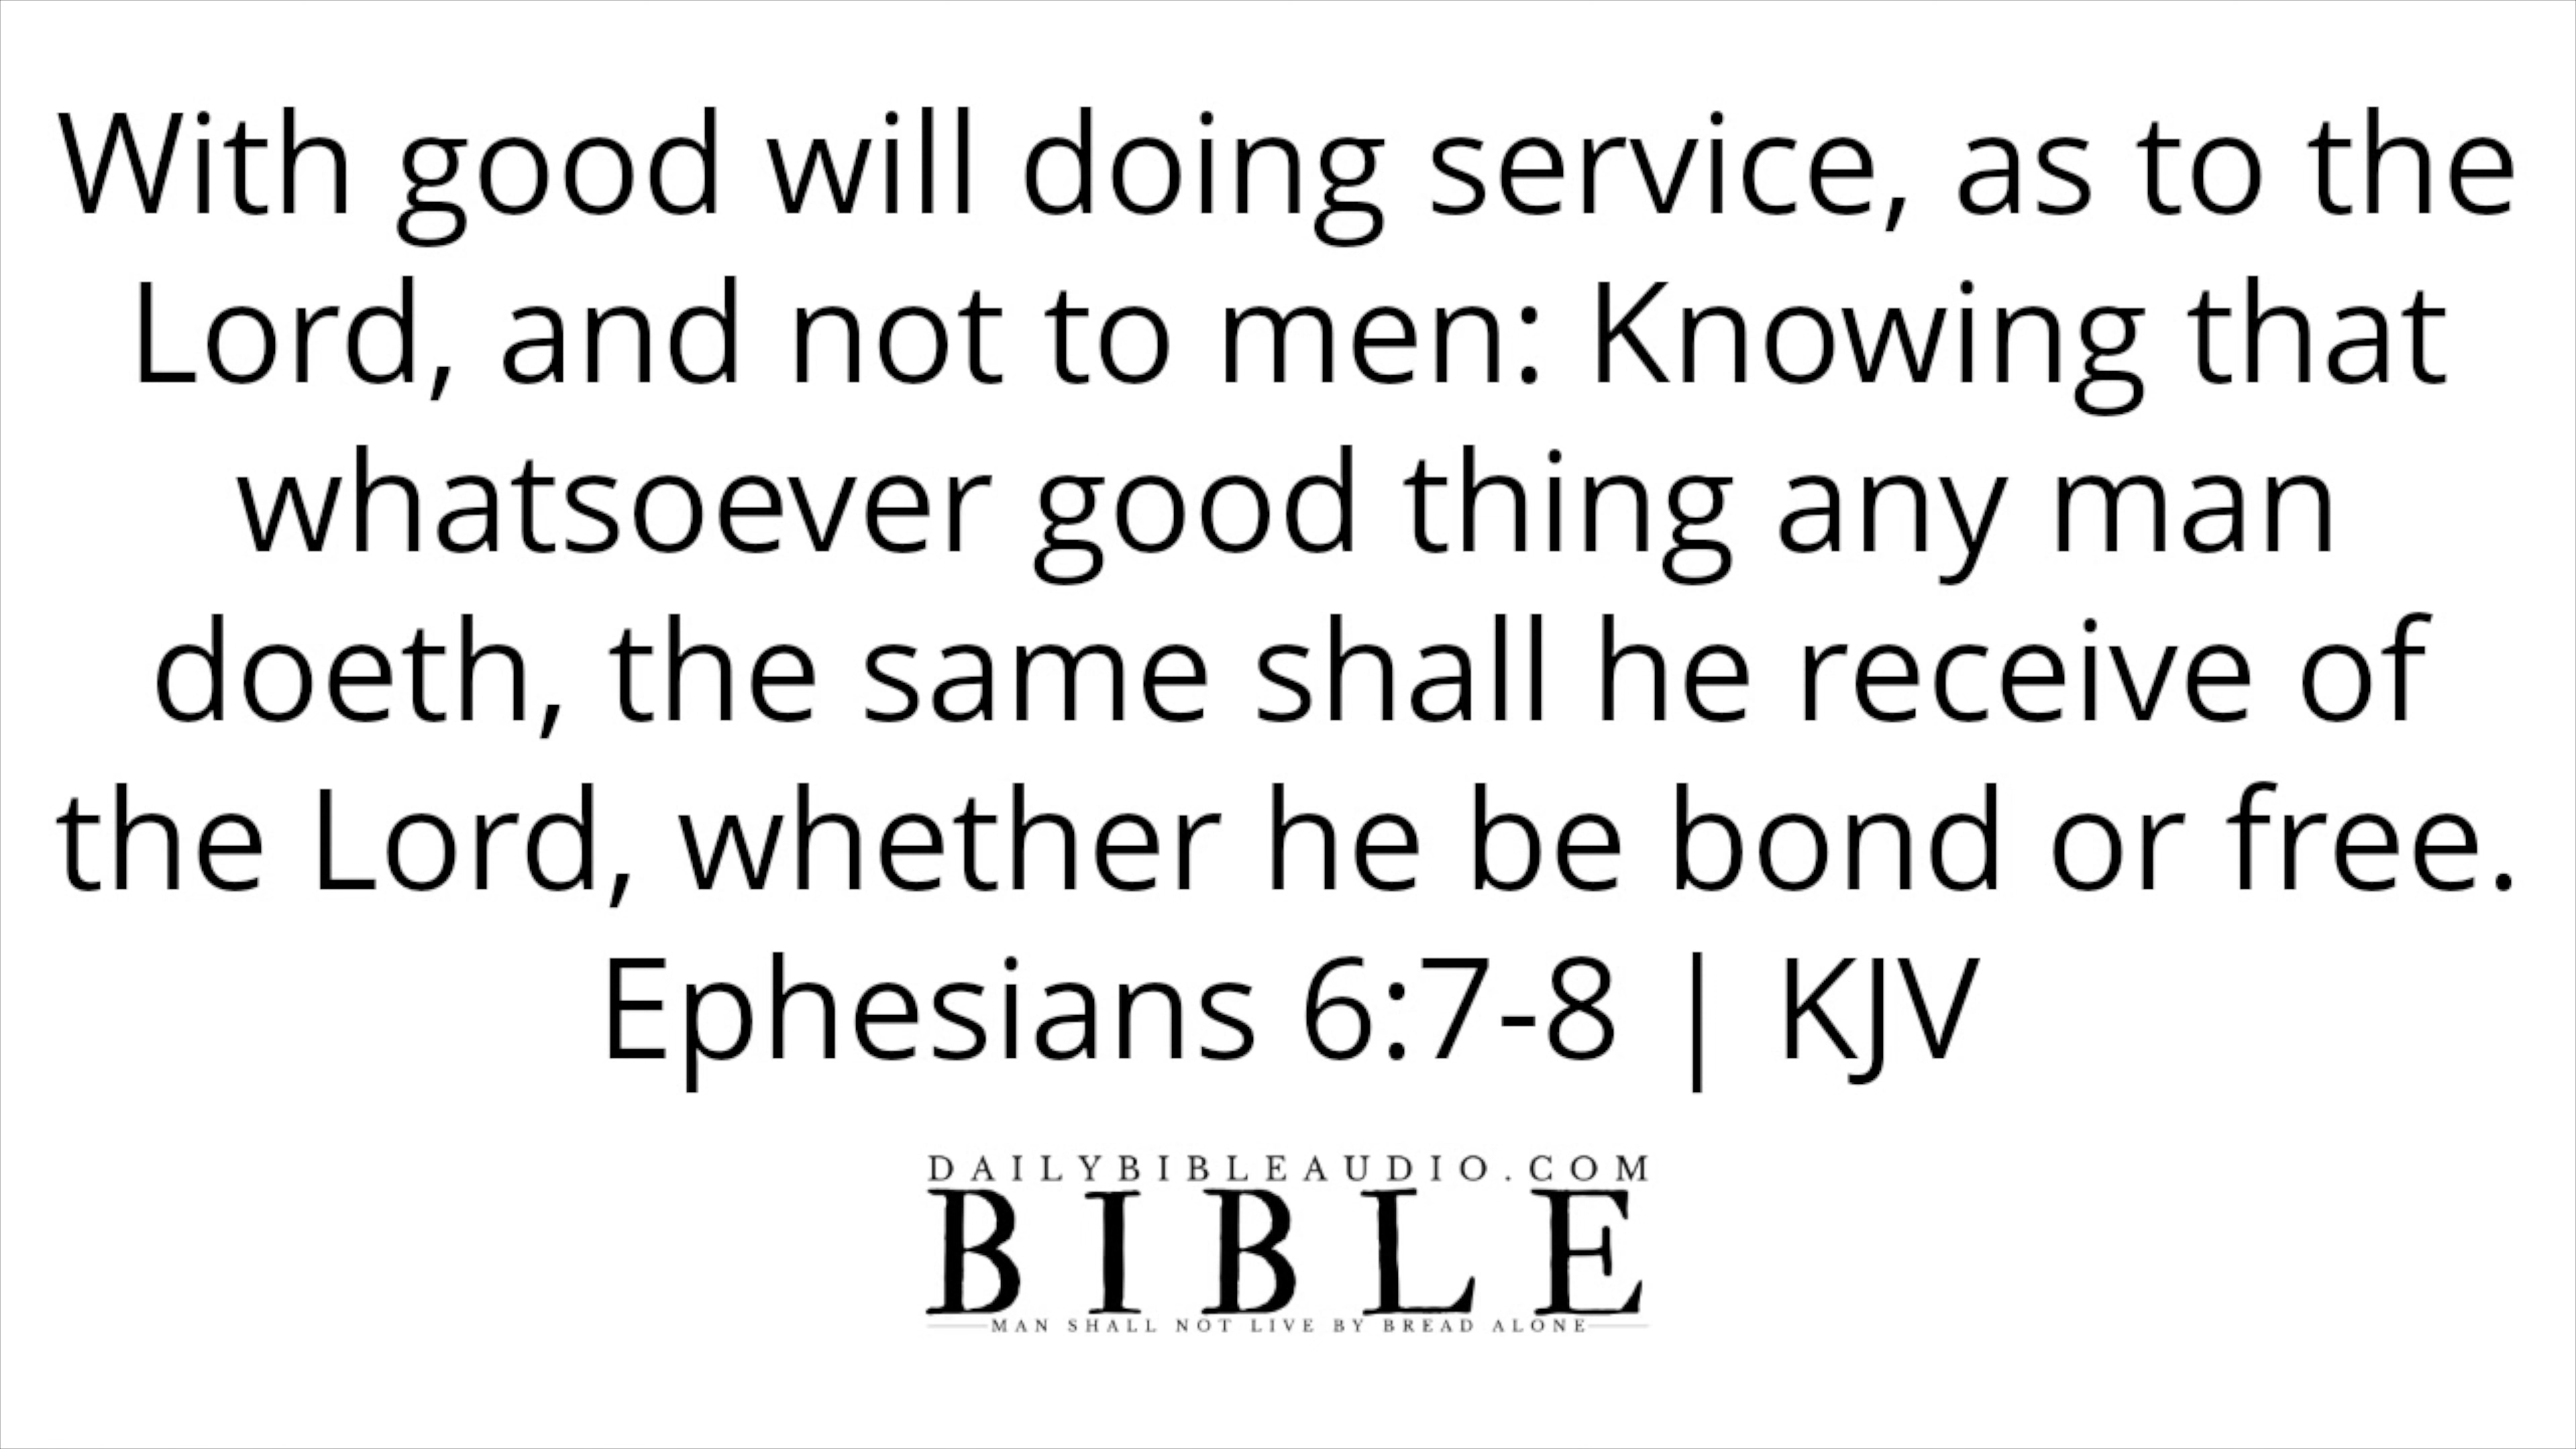 With good will doing service, as to the
Lord, and not to men: Knowing that
whatsoever good thing any man
doeth, the same shall he receive of
the Lord, whether he be bond or free.
Ephesians 6:7-8 | KJV
DAILYBIBLEAUDIO.COM
BIBLE
MAN SHALL NOT LIVE BY BREAD ALONE